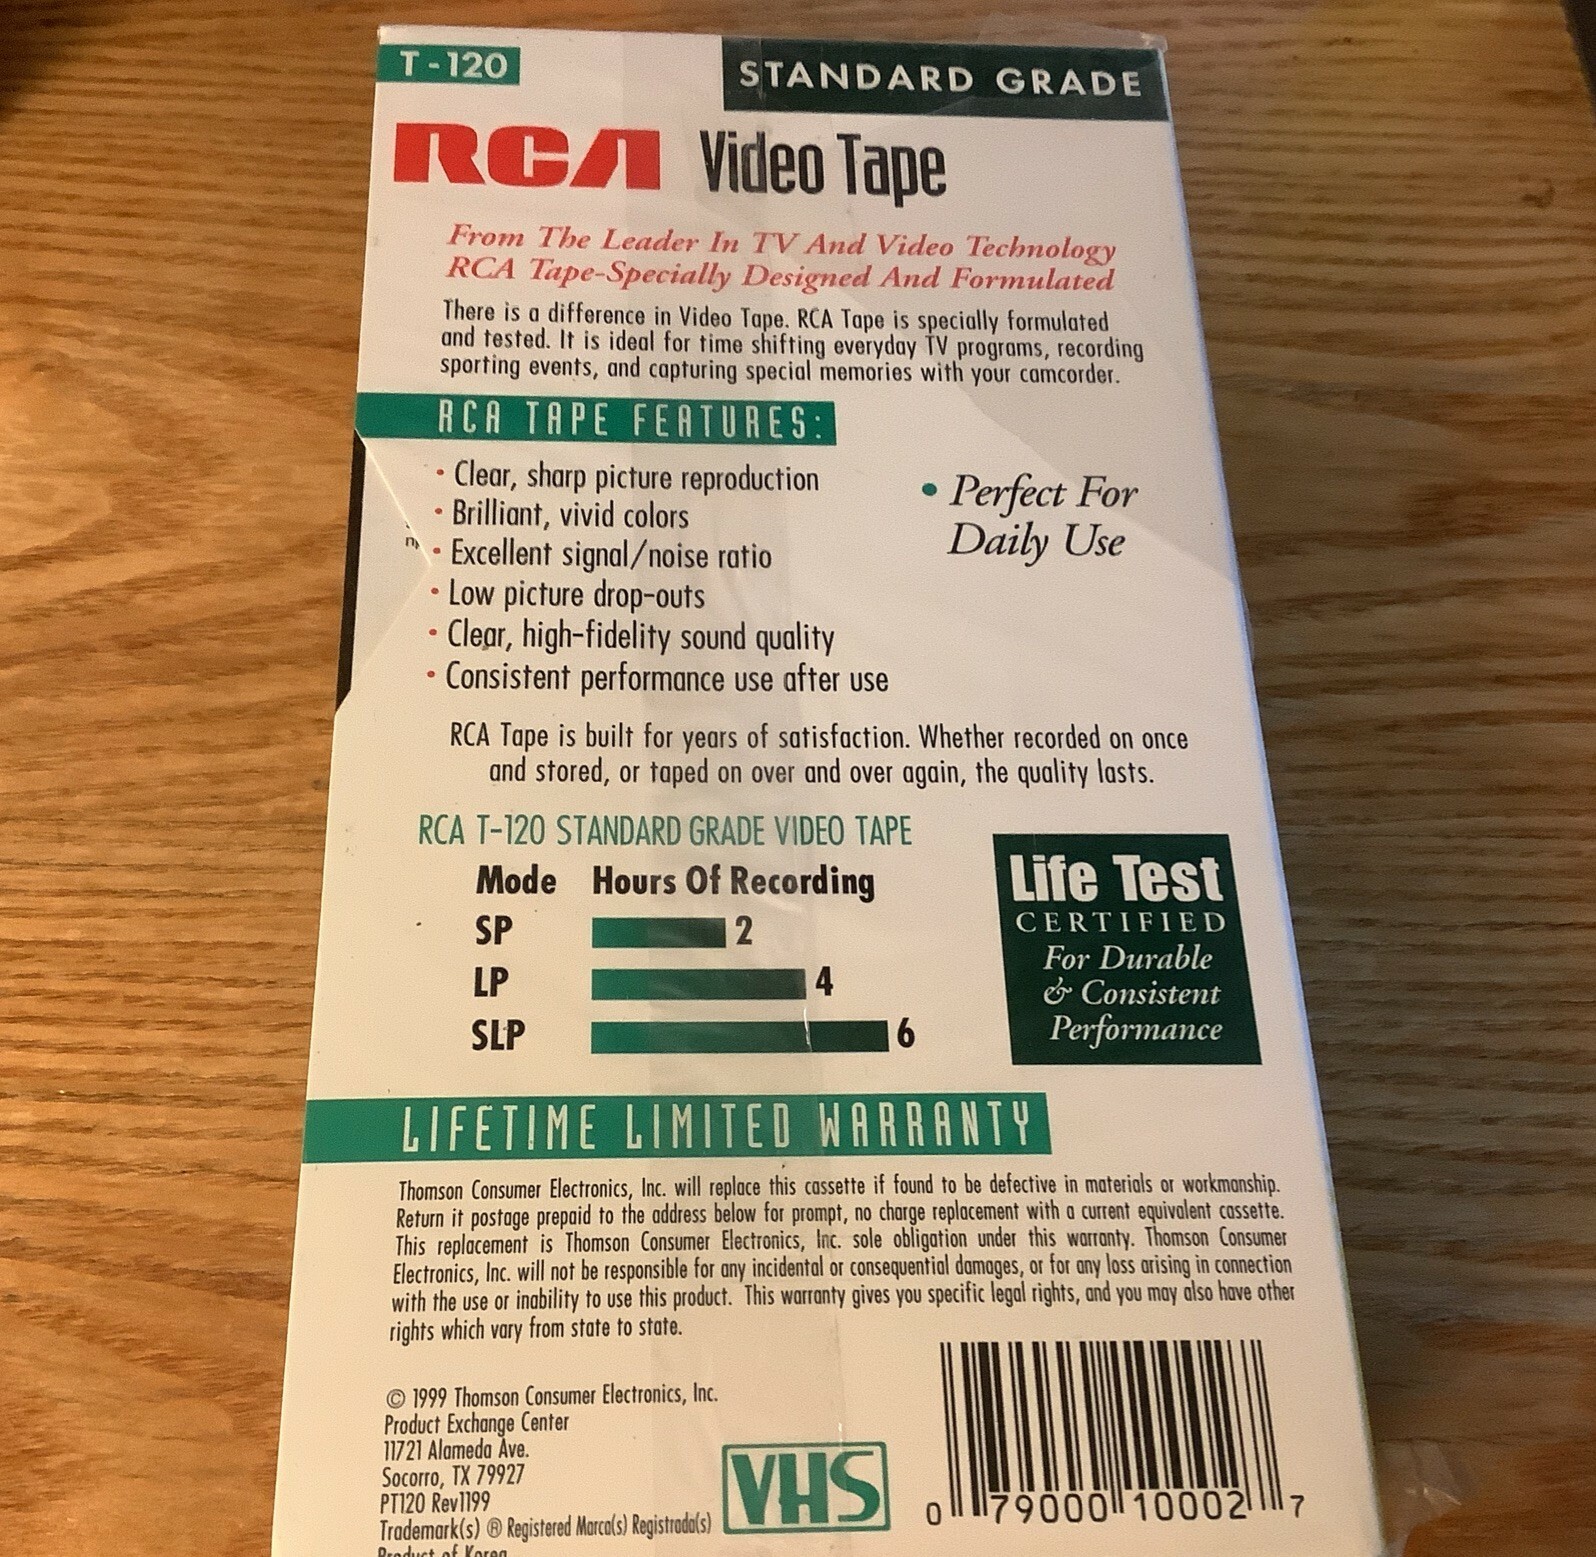 T-120
STANDARD GRADE
RCA Video Tape
From The Leader In TV And Video Technology
RCA Tape-Specially Designed And Formulated
There is a difference in Video Tape. RCA Tape is specially formulated
and tested. It is ideal for time shifting everyday TV programs, recording
sporting events, and capturing special memories with your camcorder.
RCA TAPE FEATURES:
• Clear, sharp picture reproduction
• Brilliant, vivid colors
• Excellent signal/noise ratio
• Low picture drop-outs
• Clear, high-fidelity sound quality
• Consistent performance use after use
• Perfect For
Daily Use
RCA Tape is built for years of satisfaction. Whether recorded on once
and stored, or taped on over and over again, the quality lasts.
RCA T-120 STANDARD GRADE VIDEO TAPE
Mode Hours Of Recording
SP 2
LP 4
SLP 6
Life Test
CERTIFIED
For Durable
& Consistent
Performance
LIFETIME LIMITED WARRANTY
Thomson Consumer Electronics, Inc. will replace this cassette if found to be defective in materials or workmanship.
Return it postage prepaid to the address below for prompt, no charge replacement with a current equivalent cassette.
This replacement is Thomson Consumer Electronics, Inc. sole obligation under this warranty. Thomson Consumer
Electronics, Inc. will not be responsible for any incidental or consequential damages, or for any loss arising in connection
with the use or inability to use this product. This warranty gives you specific legal rights, and you may also have other
rights which vary from state to state.
© 1999 Thomson Consumer Electronics, Inc.
Product Exchange Center
11721 Alameda Ave.
Socorro, TX 79927
PT120 Rev1199
Trademark(s) ® Registered Marca(s) Registrada(s)
Product of Korea
VHS
0 79000 10002 7